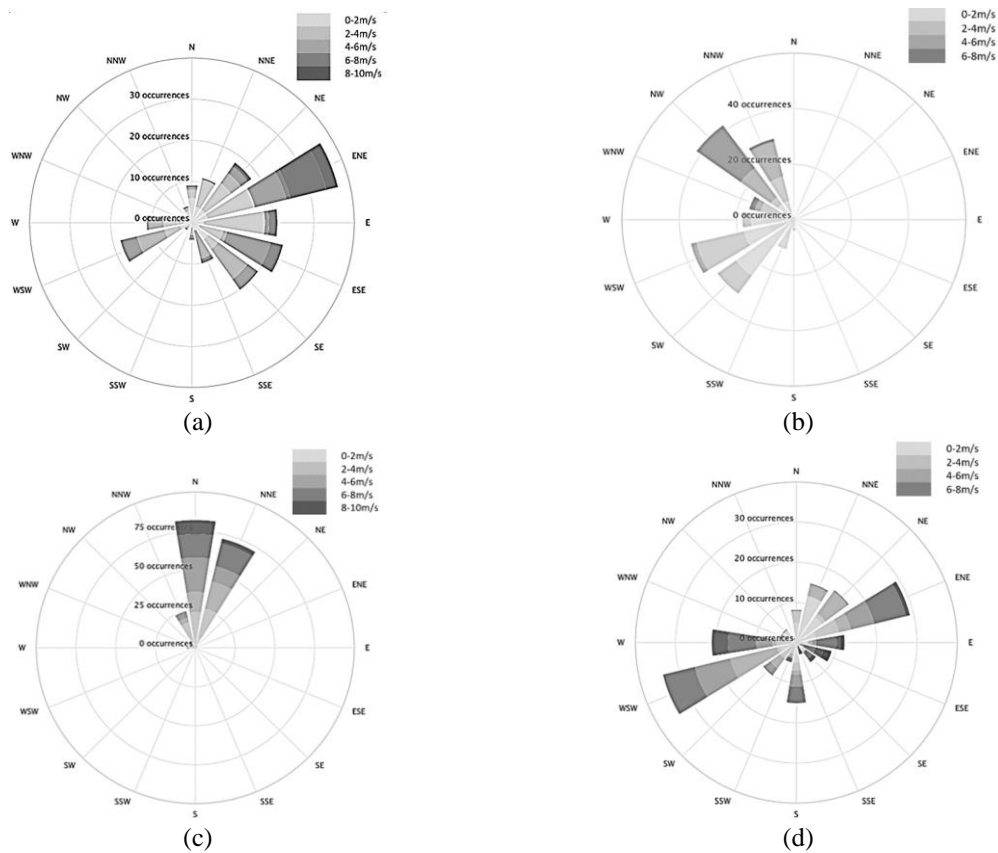 0-2m/s
2-4m/s
4-6m/s
6-8m/s
8-10m/s
N
NNW
NNE
NW
NE
30 occurrences
20 occurrences
WNW
ENE
10 occurrences
0 occurrences
W
E
WSW
ESE
SW
SE
SSW
SSE
S
(a)
0-2m/s
2-4m/s
4-6m/s
6-8m/s
N
NNW
NNE
NW
NE
40 occurrences
WNW
ENE
20 occurrences
0 occurrences
W
E
WSW
ESE
SW
SE
SSW
SSE
S
(b)
0-2m/s
2-4m/s
4-6m/s
6-8m/s
8-10m/s
N
NNW
NNE
NW
NE
75 occurrences
50 occurrences
WNW
ENE
25 occurrences
0 occurrences
W
E
WSW
ESE
SW
SE
SSW
SSE
S
(c)
0-2m/s
2-4m/s
4-6m/s
6-8m/s
N
NNW
NNE
NW
NE
30 occurrences
20 occurrences
WNW
ENE
10 occurrences
0 occurrences
W
E
WSW
ESE
SW
SE
SSW
SSE
S
(d)